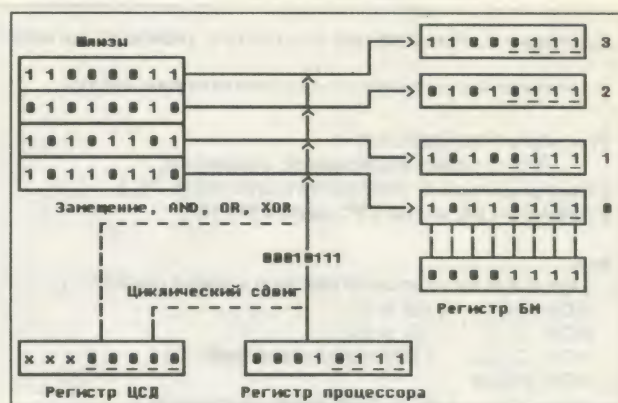 Шлюзы
1 1 0 0 0 0 1 1
0 1 0 1 0 0 1 0
1 0 1 0 1 1 0 1
1 0 1 1 0 1 1 0
1 1 0 0 0 1 1 1 3
0 1 0 1 0 1 1 1 2
1 0 1 0 0 1 1 1 1
1 0 1 1 0 1 1 1 0
Замещение, AND, OR, XOR
00010111
0 0 0 0 1 1 1 1
Циклический сдвиг
Регистр БМ
x x x 0 0 0 0 0
0 0 0 1 0 1 1 1
Регистр ЦСД
Регистр процессора